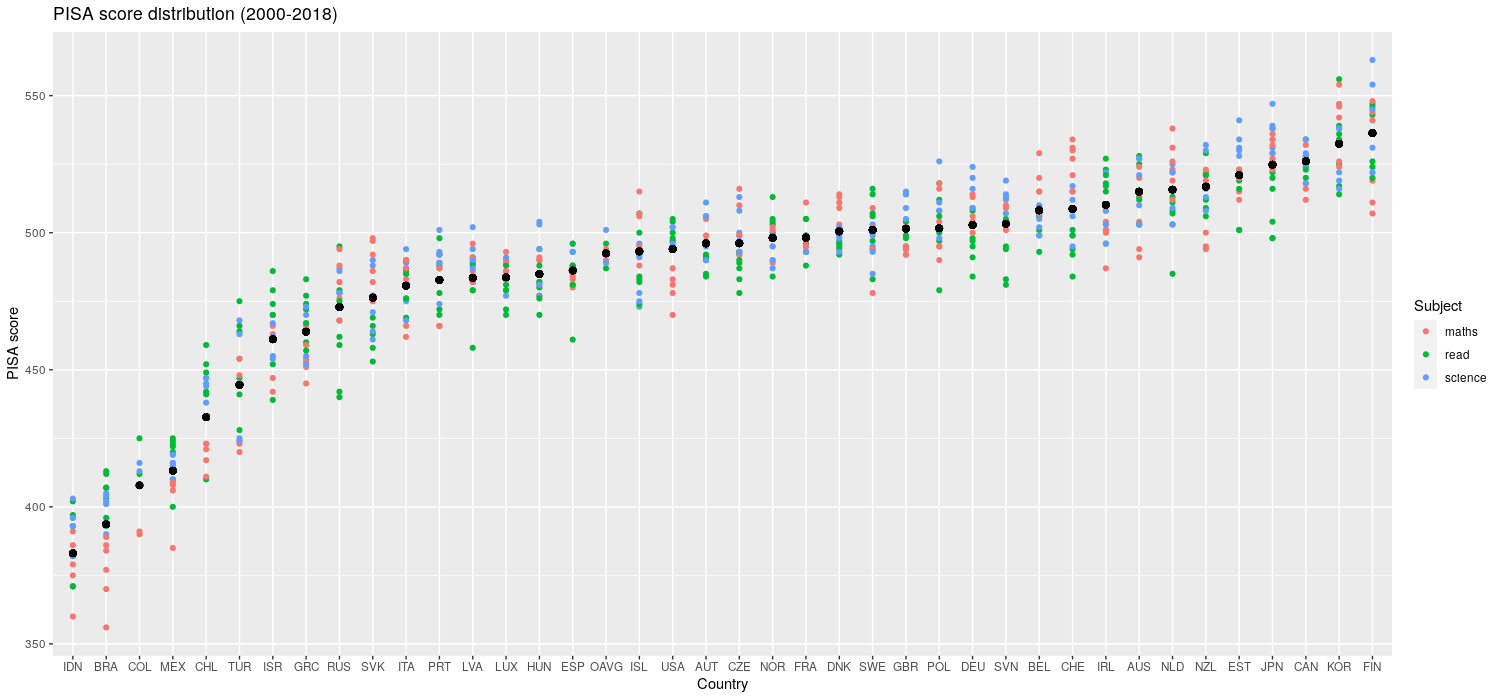 PISA score distribution (2000-2018)
PISA score
550
500
450
400
350
IDN BRA COL MEX CHL TUR ISR GRC RUS SVK ITA PRT LVA LUX HUN ESP OAVG ISL USA AUT CZE NOR FRA DNK SWE GBR POL DEU SVN BEL CHE IRL AUS NLD NZL EST JPN CAN KOR FIN
Country
Subject
maths
read
science